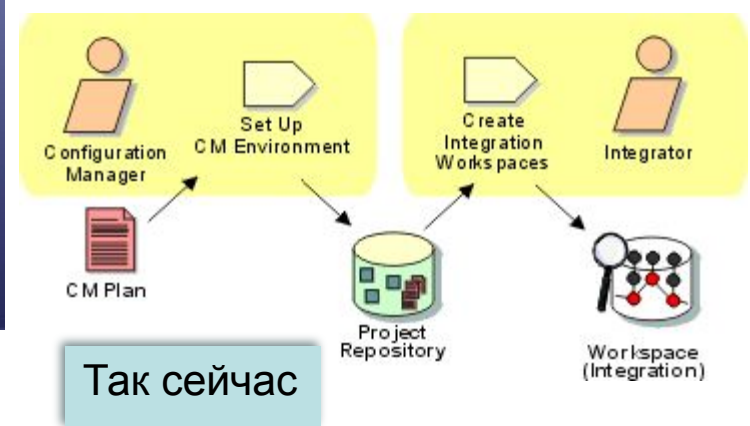 Configuration
Manager
Set Up
CM Environment
Create
Integration
Workspaces
Integrator
CM Plan
Project
Repository
Workspace
(Integration)
Так сейчас